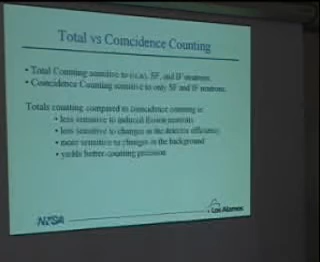 Total vs Coincidence Counting
• Total Counting sensitive to (α,n), SF, and IF neutrons.
• Coincidence Counting sensitive to only SF and IF neutrons.
Totals counting compared to coincidence counting is
• less sensitive to induced fission neutrons
• less sensitive to changes in the detector efficiency
• more sensitive to changes in the background
• yields better counting precision
NNSA
Los Alamos